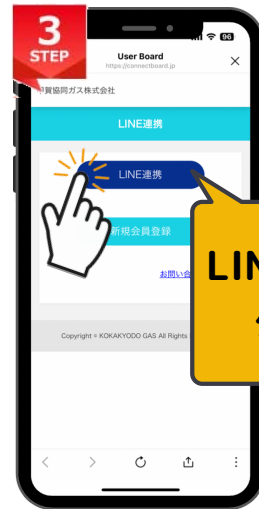 3
STEP
96
User Board
https://connectboard.jp
甲賀協同ガス株式会社
LINE連携
LINE連携
新規会員登録
お問い合
LIN
Copyright © KOKAKYODO GAS All Rights